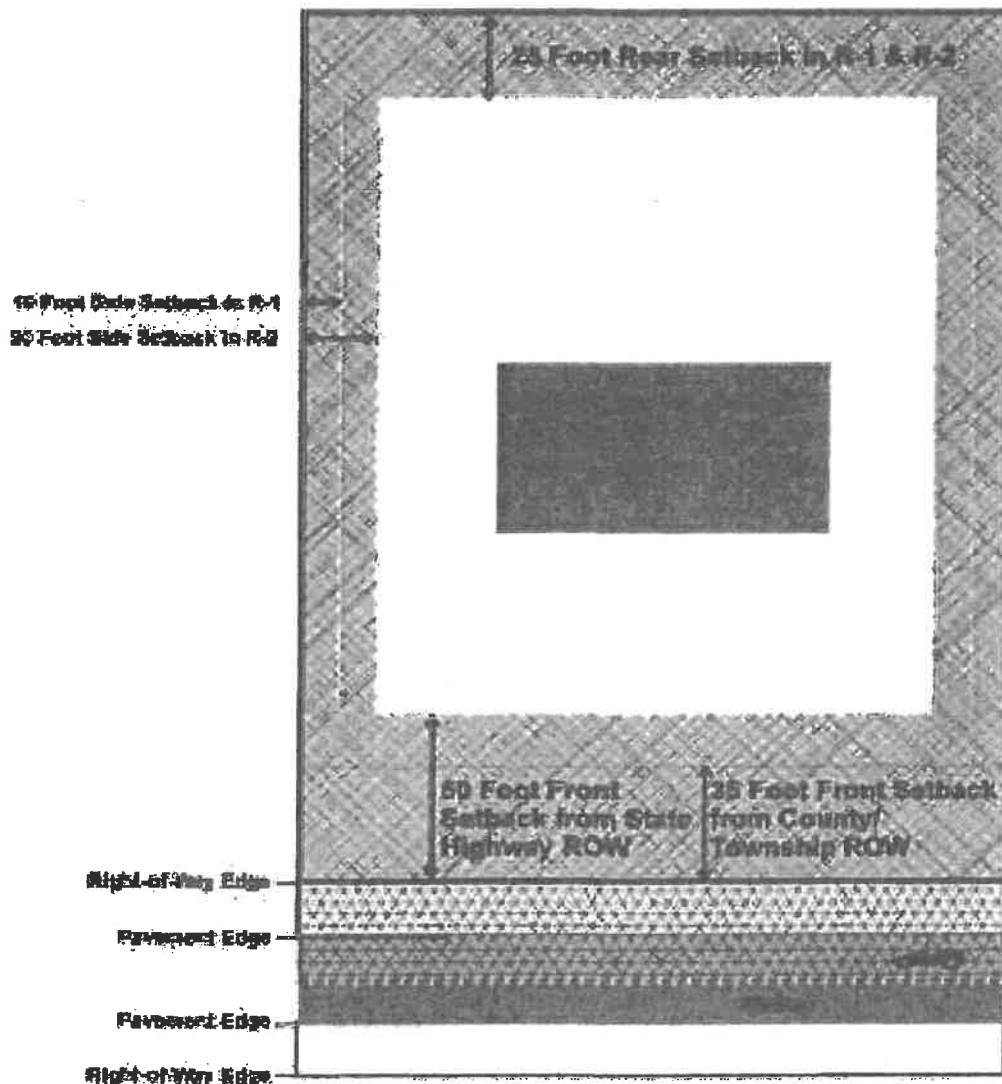 25 Foot Rear Setback in R-1 & R-2
10 Foot Side Setback in R-1
20 Foot Side Setback in R-2
50 Foot Front
Setback from State
Highway ROW
35 Foot Front Setback
from County/
Township ROW
Right-of-Way Edge
Pavement Edge
Pavement Edge
Right-of-Way Edge